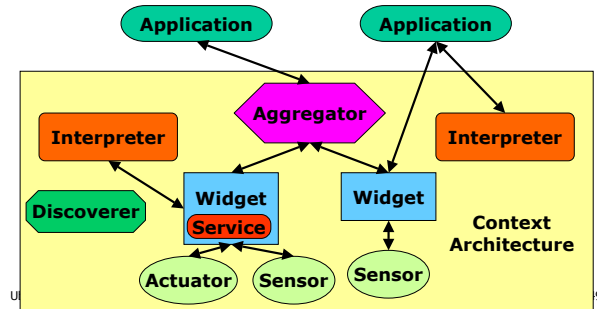 Application
Application
Aggregator
Interpreter
Interpreter
Widget
Widget
Discoverer
Service
Context
Architecture
Actuator
Sensor
Sensor